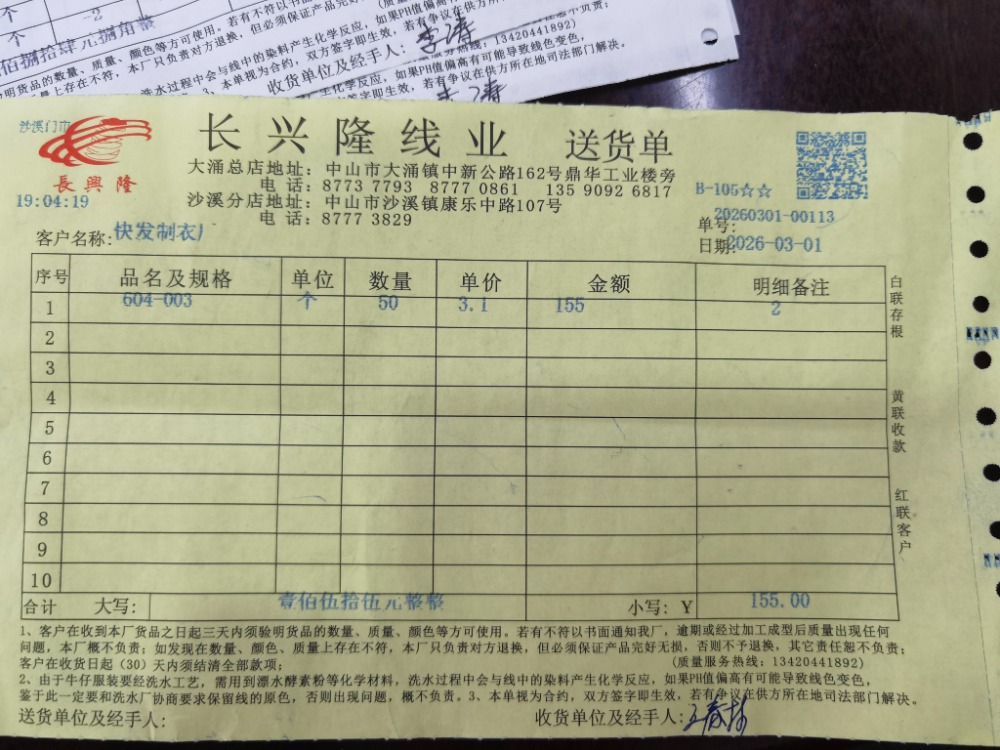 个
-2
个
佰捌拾肆元捌角整
李涛
收货单位及经手人:
沙溪门市
长兴隆线业 送货单
長興隆
大涌总店地址: 中山市大涌镇中新公路162号鼎华工业楼旁
电 话: 8773 7793 8777 0861 135 9092 6817
沙溪分店地址: 中山市沙溪镇康乐中路107号
电 话: 8777 3829
19:04:19
B-105☆☆
单号: 20260301-00113
客户名称: 快发制衣厂
日期: 2026-03-01
序号 品名及规格 单位 数量 单价 金额 明细备注
1 604-003 个 50 3.1 155 2
2
3
4
5
6
7
8
9
10
合计 大写: 壹佰伍拾伍元整整 小写: ¥ 155.00
白联存根
黄联收款
红联客户
1、客户在收到本厂货品之日起三天内须验明货品的数量、质量、颜色等方可使用。若有不符以书面通知我厂, 逾期或经过加工成型后质量出现任何
问题, 本厂概不负责; 如发现在数量、颜色、质量上存在不符, 本厂只负责对方退换, 但必须保证产品完好无损, 否则不予退换, 其它责任恕不负责;
客户在收货日起 (30) 天内须结清全部款项; (质量服务热线: 13420441892)
2、由于牛仔服装要经洗水工艺, 需用到漂水酵素粉等化学材料, 洗水过程中会与线中的染料产生化学反应, 如果PH值偏高有可能导致线色变色,
鉴于此一定要和洗水厂协商要求保留线的原色, 否则出现问题, 概不负责。3、本单视为合约, 双方签字即生效, 若有争议在供方所在地司法部门解决。
送货单位及经手人: 收货单位及经手人: